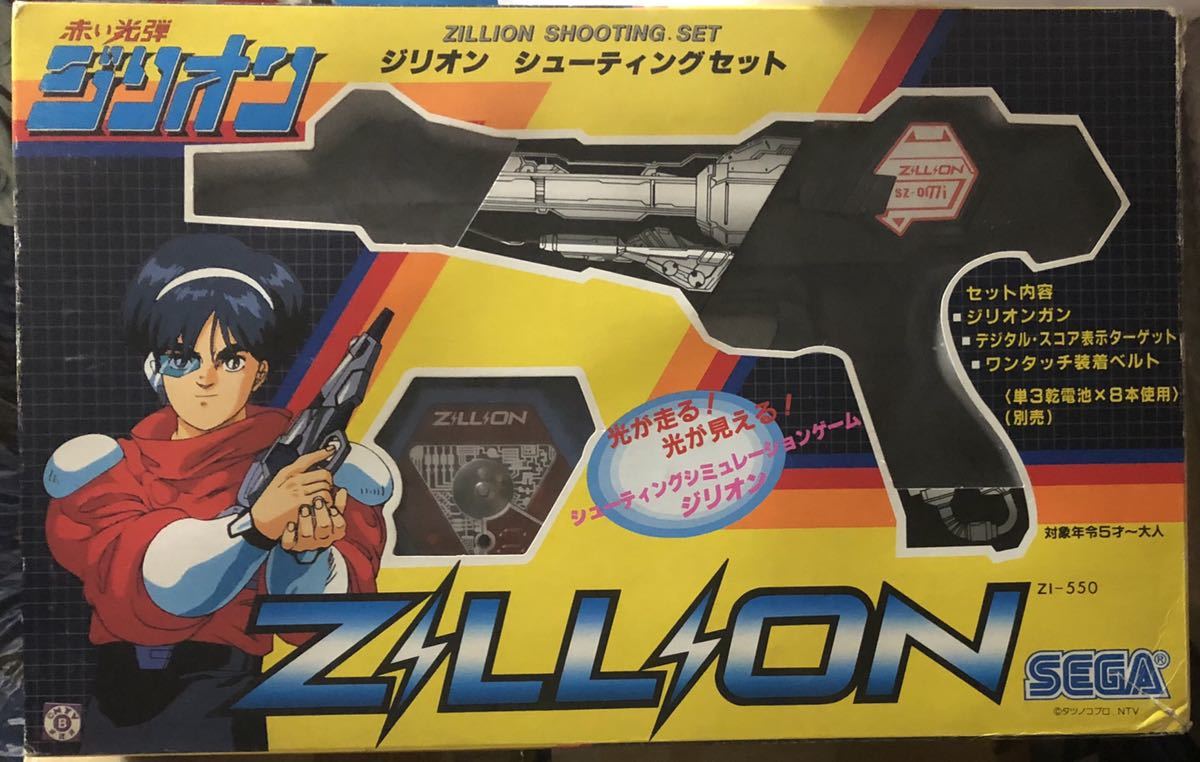 赤い光弾
ジリオン
ZILLION SHOOTING SET
ジリオン シューティングセット
ZILLION
SZ-007i
セット内容
■ジリオンガン
■デジタル・スコア表示ターゲット
■ワンタッチ装着ベルト
〈単3乾電池×8本使用〉
(別売)
ZILLION
光が走る!
光が見える!
シューティングシミュレーションゲーム
ジリオン
対象年令5才~大人
ZI-550
ZILLION
SEGA®
©タツノコプロ. NTV
B